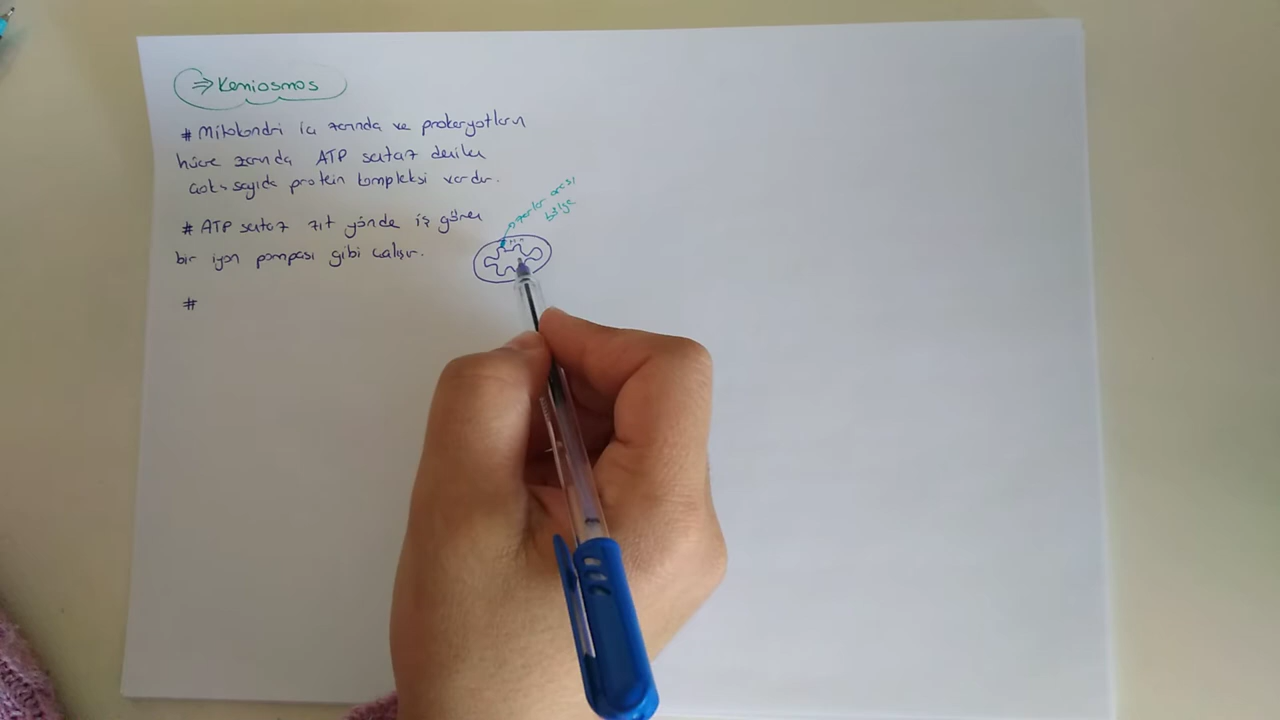 ⇒ Kemiosmos
# Mitokondri iç zarında ve prokaryotların
hücre zarında ATP sentaz denilen
çok sayıda protein kompleksi vardır.
# ATP sentaz zıt yönde iş gören
bir iyon pompası gibi çalışır.
zarlar arası
bölge
#